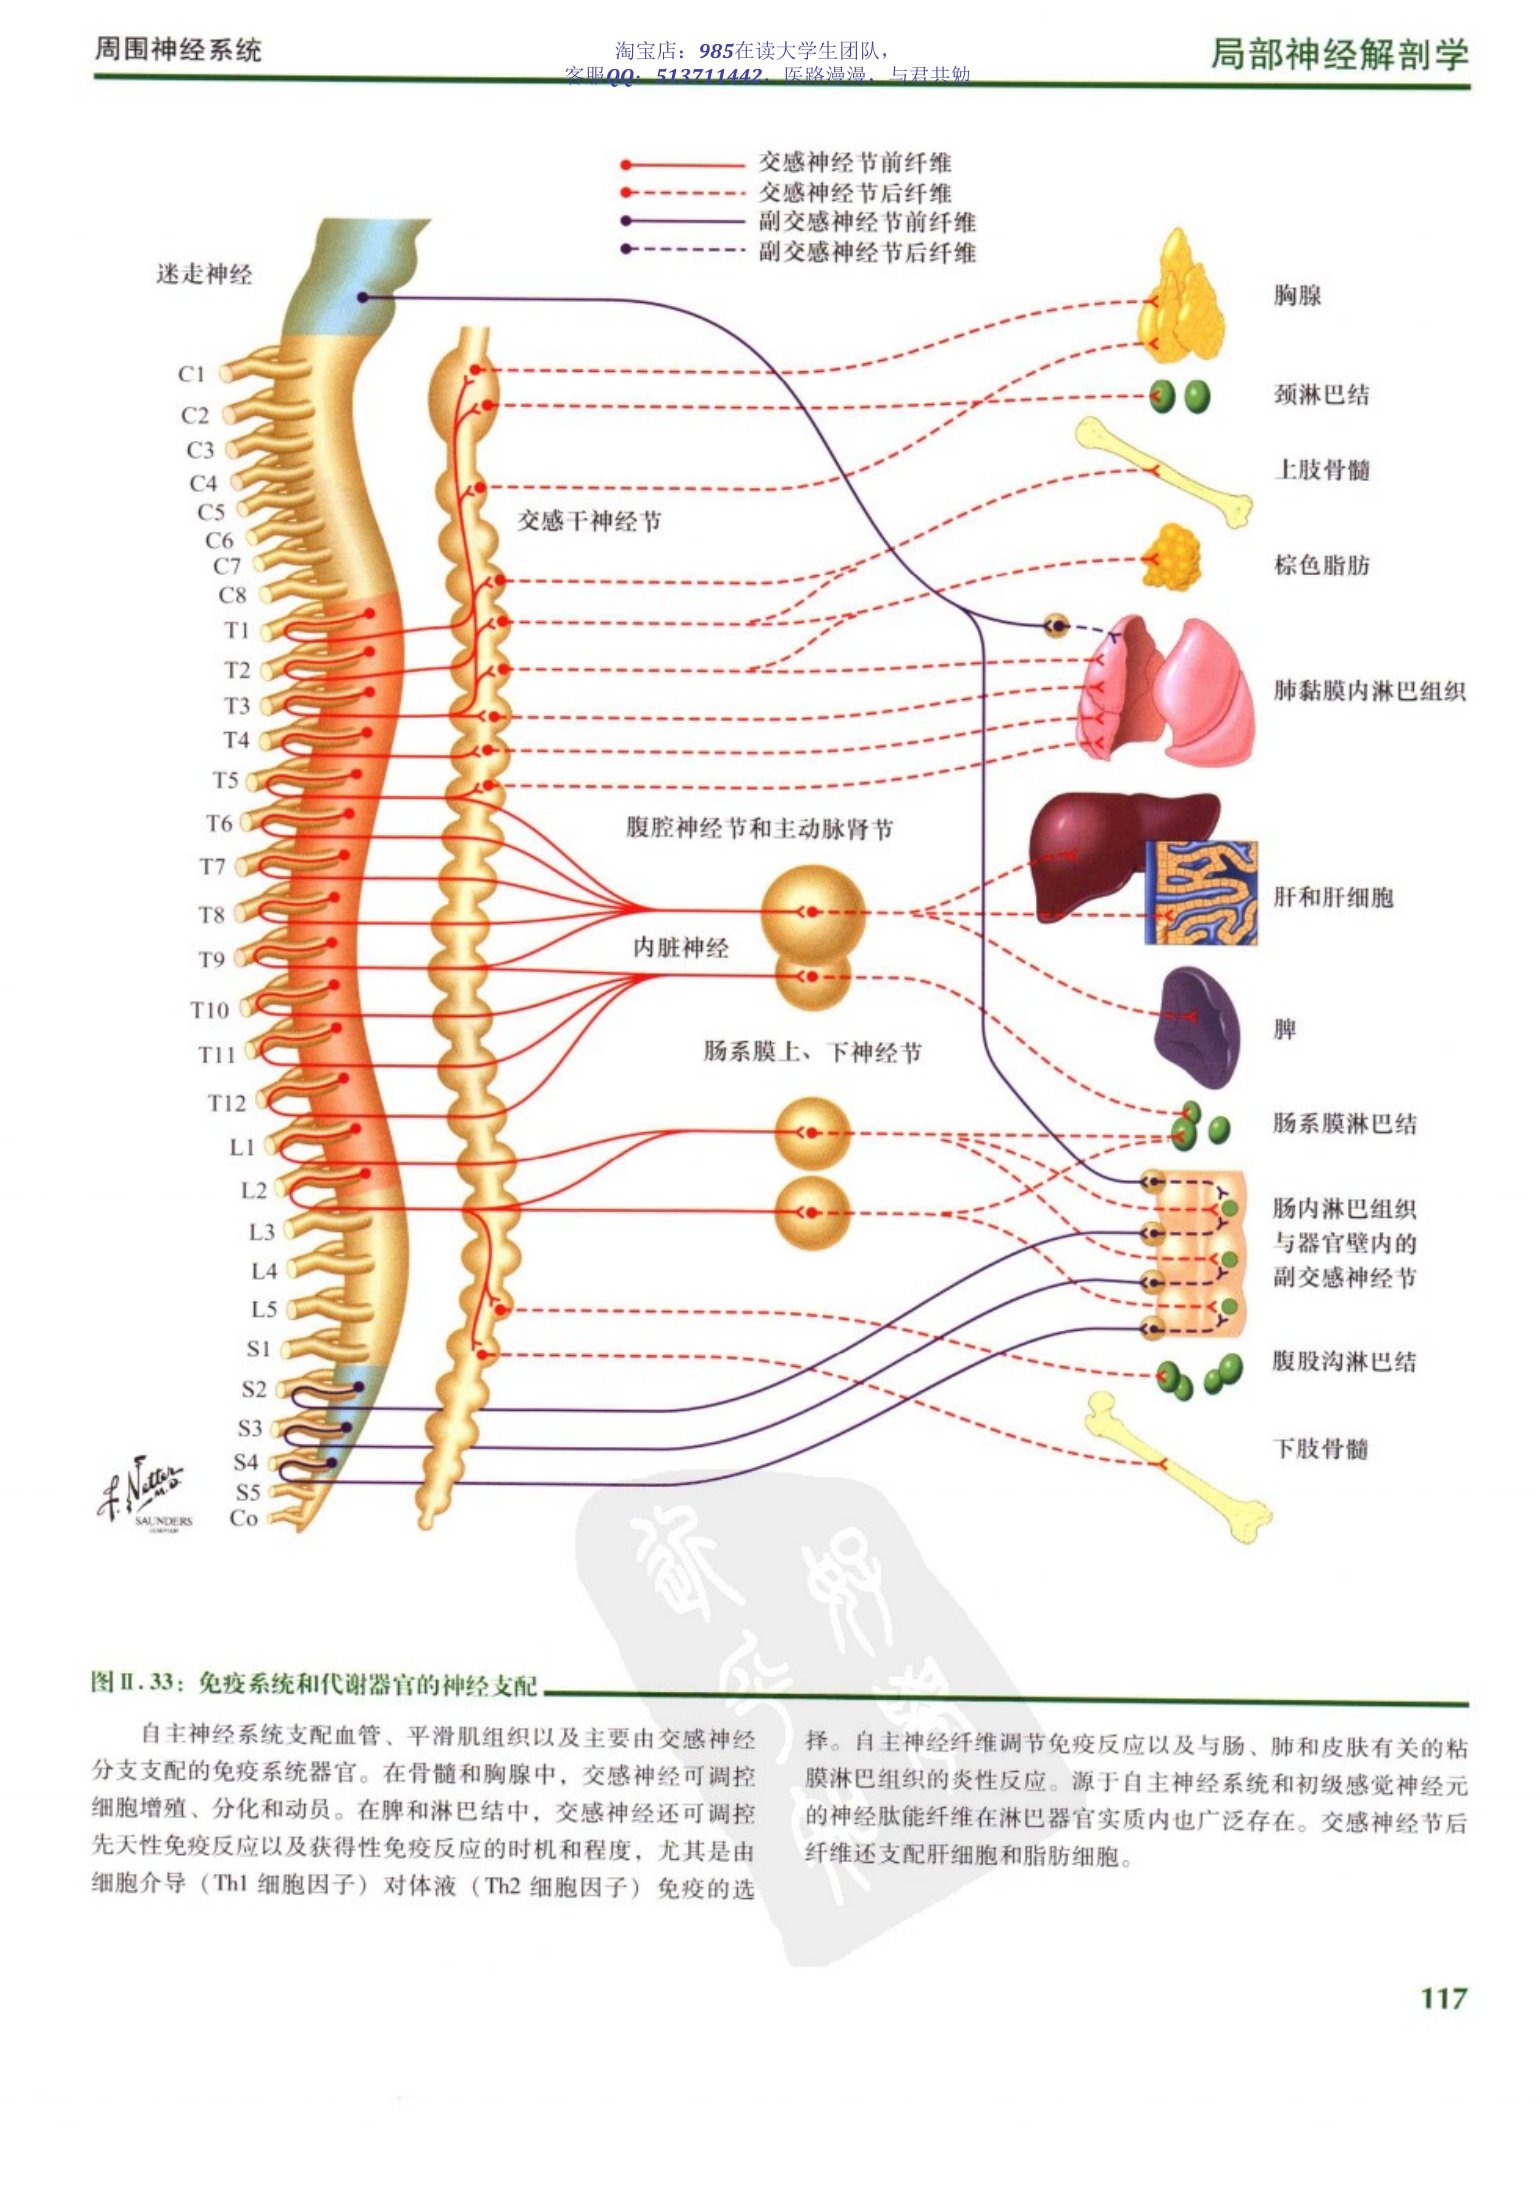 周围神经系统
淘宝店：985在读大学生团队，
客服QQ：513711442，医路漫漫，与君共勉
局部神经解剖学
交感神经节前纤维
交感神经节后纤维
副交感神经节前纤维
副交感神经节后纤维
迷走神经
胸腺
C1
颈淋巴结
C2
C3
上肢骨髓
C4
C5
交感干神经节
C6
C7
棕色脂肪
C8
T1
T2
T3
肺黏膜内淋巴组织
T4
T5
T6
腹腔神经节和主动脉肾节
T7
肝和肝细胞
T8
T9
内脏神经
T10
脾
T11
肠系膜上、下神经节
T12
肠系膜淋巴结
L1
L2
肠内淋巴组织
与器官壁内的
副交感神经节
L3
L4
L5
S1
腹股沟淋巴结
S2
S3
下肢骨髓
S4
S5
Co
F. Netter
M.D.
SAUNDERS
图Ⅱ.33：免疫系统和代谢器官的神经支配
自主神经系统支配血管、平滑肌组织以及主要由交感神经
分支支配的免疫系统器官。在骨髓和胸腺中，交感神经可调控
细胞增殖、分化和动员。在脾和淋巴结中，交感神经还可调控
先天性免疫反应以及获得性免疫反应的时机和程度，尤其是由
细胞介导（Th1 细胞因子）对体液（Th2 细胞因子）免疫的选
择。自主神经纤维调节免疫反应以及与肠、肺和皮肤有关的粘
膜淋巴组织的炎性反应。源于自主神经系统和初级感觉神经元
的神经肽能纤维在淋巴器官实质内也广泛存在。交感神经节后
纤维还支配肝细胞和脂肪细胞。
117